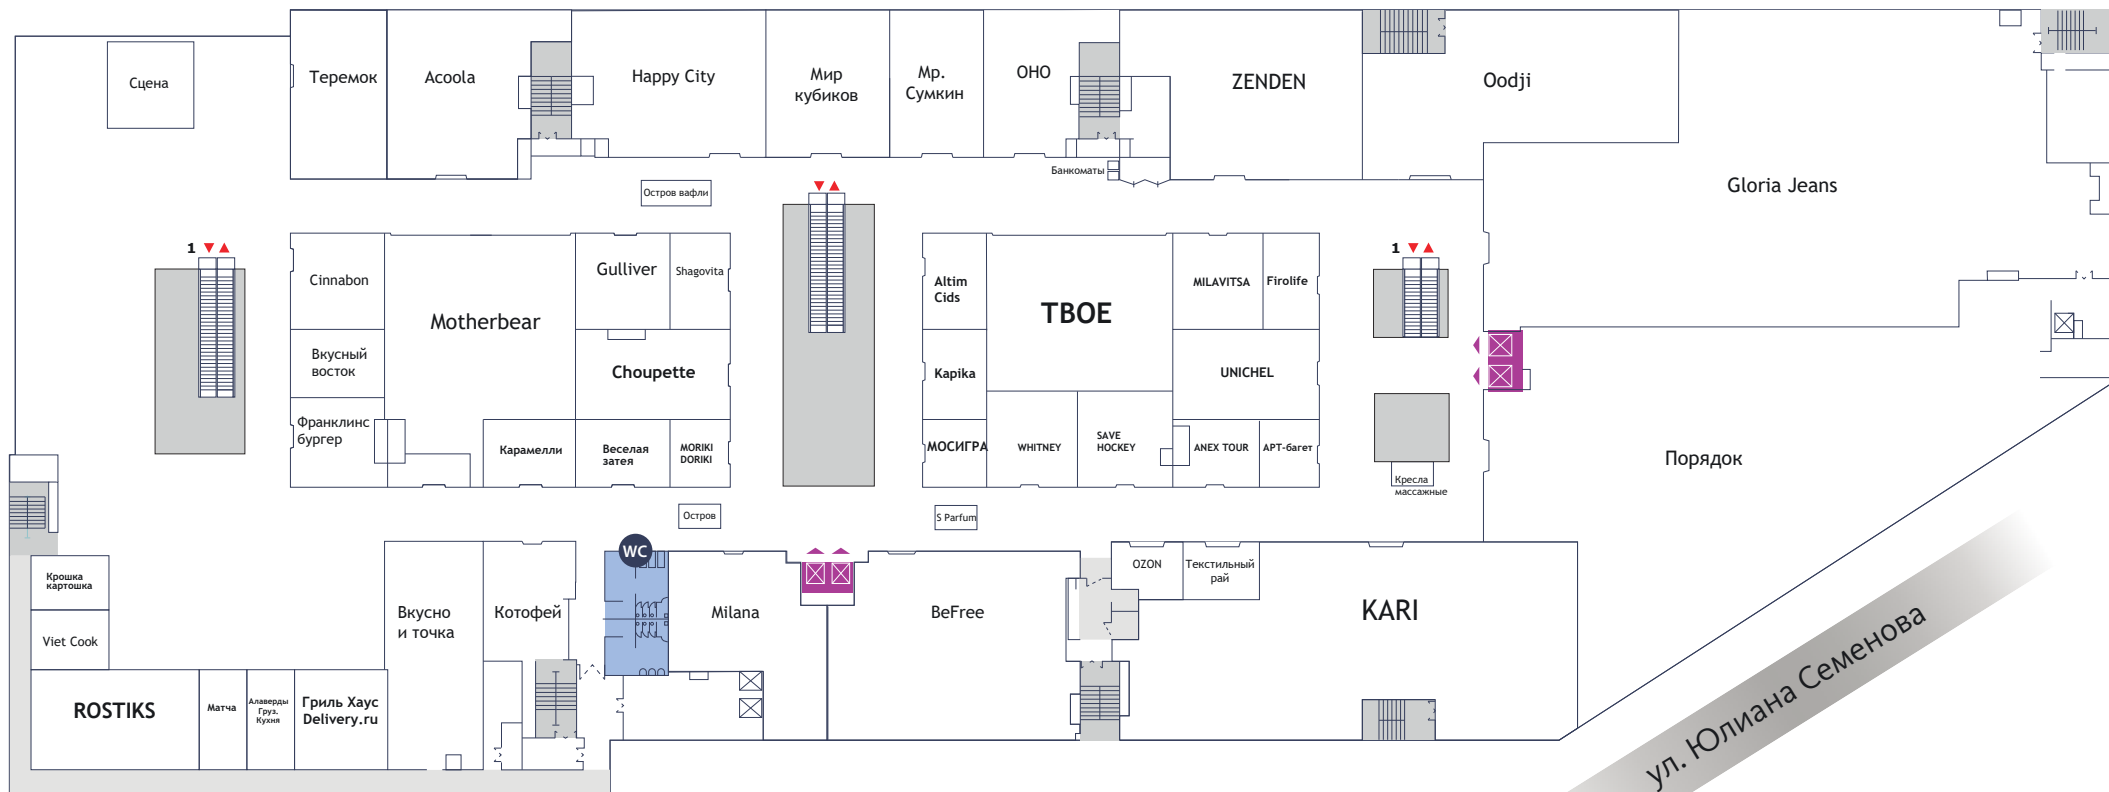 Сцена
Теремок
Acoola
Happy City
Мир
кубиков
Мр.
Сумкин
ОНО
ZENDEN
Oodji
Банкоматы
Gloria Jeans
Остров вафли
1
1
Cinnabon
Motherbear
Gulliver
Shagovita
Altim
Cids
ТВОЕ
MILAVITSA
Firolife
Вкусный
восток
Choupette
Kapika
UNICHEL
Франклинс
бургер
Карамелли
Веселая
затея
MORIKI
DORIKI
МОСИГРА
WHITNEY
SAVE
HOCKEY
ANEX TOUR
АРТ-багет
Порядок
Кресла
массажные
Остров
S Parfum
WC
Крошка
картошка
Viet Cook
Вкусно
и точка
Котофей
Milana
BeFree
OZON
Текстильный
рай
KARI
ROSTIKS
Матча
Алаверды
Груз.
Кухня
Гриль Хаус
Delivery.ru
ул. Юлиана Семенова